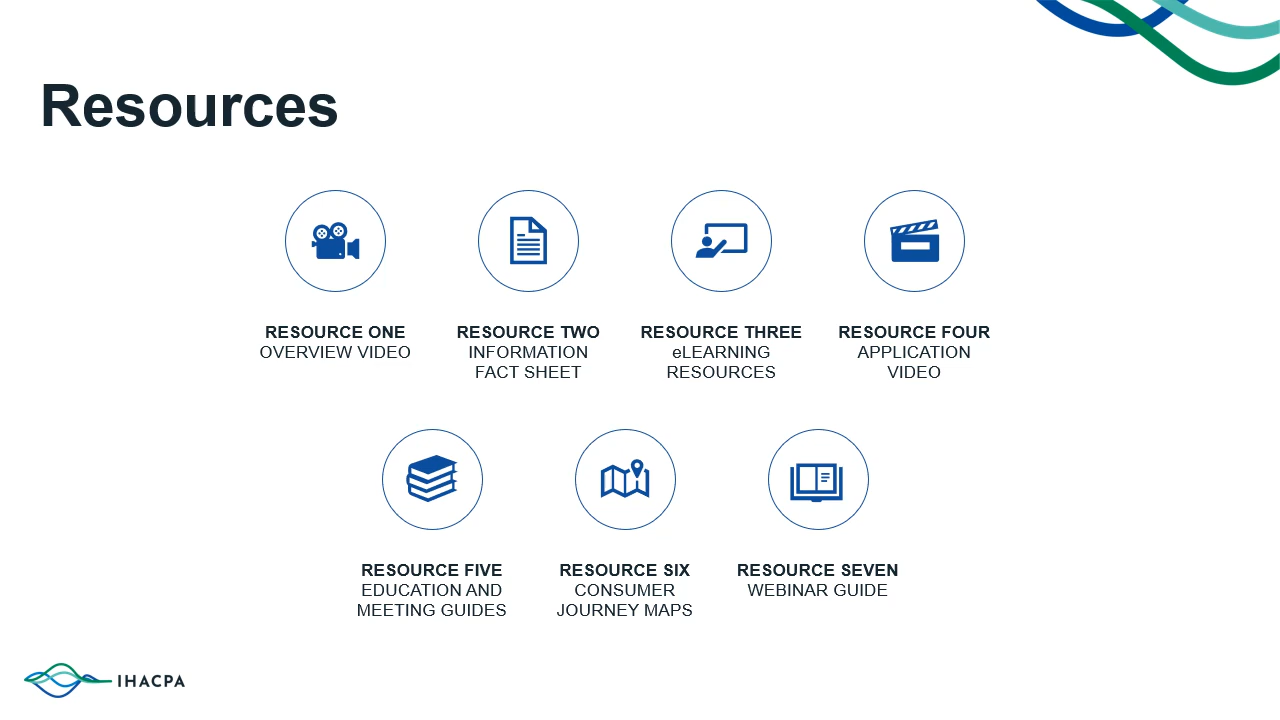 Resources
RESOURCE ONE
OVERVIEW VIDEO
RESOURCE TWO
INFORMATION
FACT SHEET
RESOURCE THREE
eLEARNING
RESOURCES
RESOURCE FOUR
APPLICATION
VIDEO
RESOURCE FIVE
EDUCATION AND
MEETING GUIDES
RESOURCE SIX
CONSUMER
JOURNEY MAPS
RESOURCE SEVEN
WEBINAR GUIDE
IHACPA